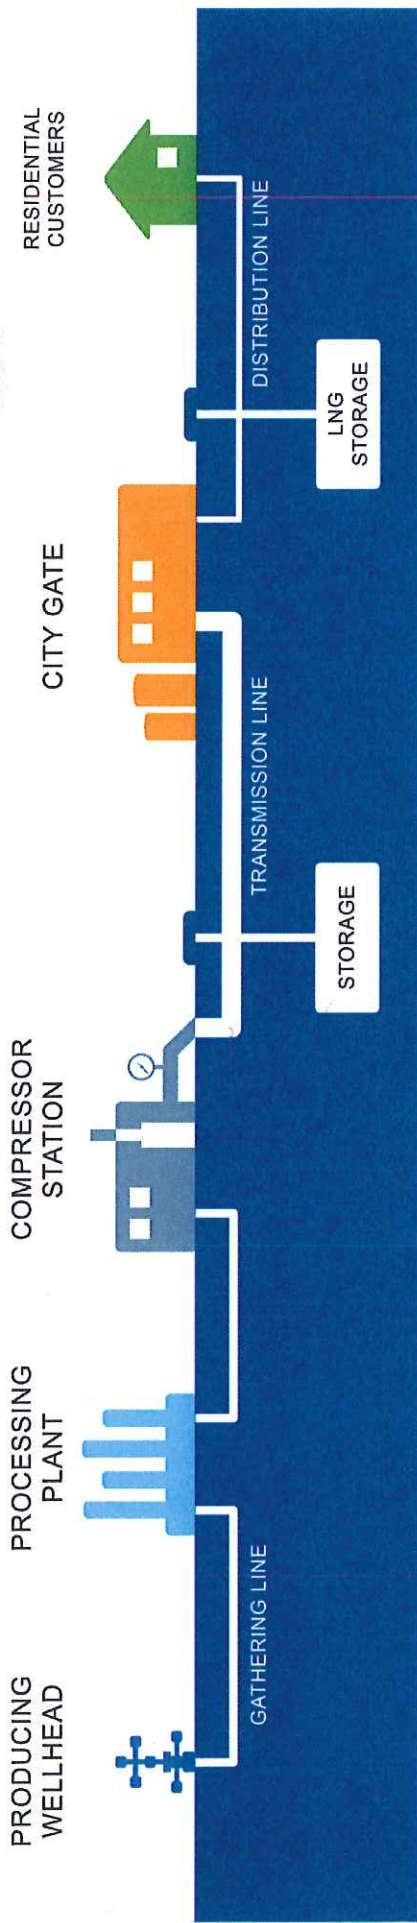 PRODUCING
WELLHEAD
PROCESSING
PLANT
COMPRESSOR
STATION
CITY GATE
RESIDENTIAL
CUSTOMERS
GATHERING LINE
TRANSMISSION LINE
DISTRIBUTION LINE
STORAGE
LNG
STORAGE